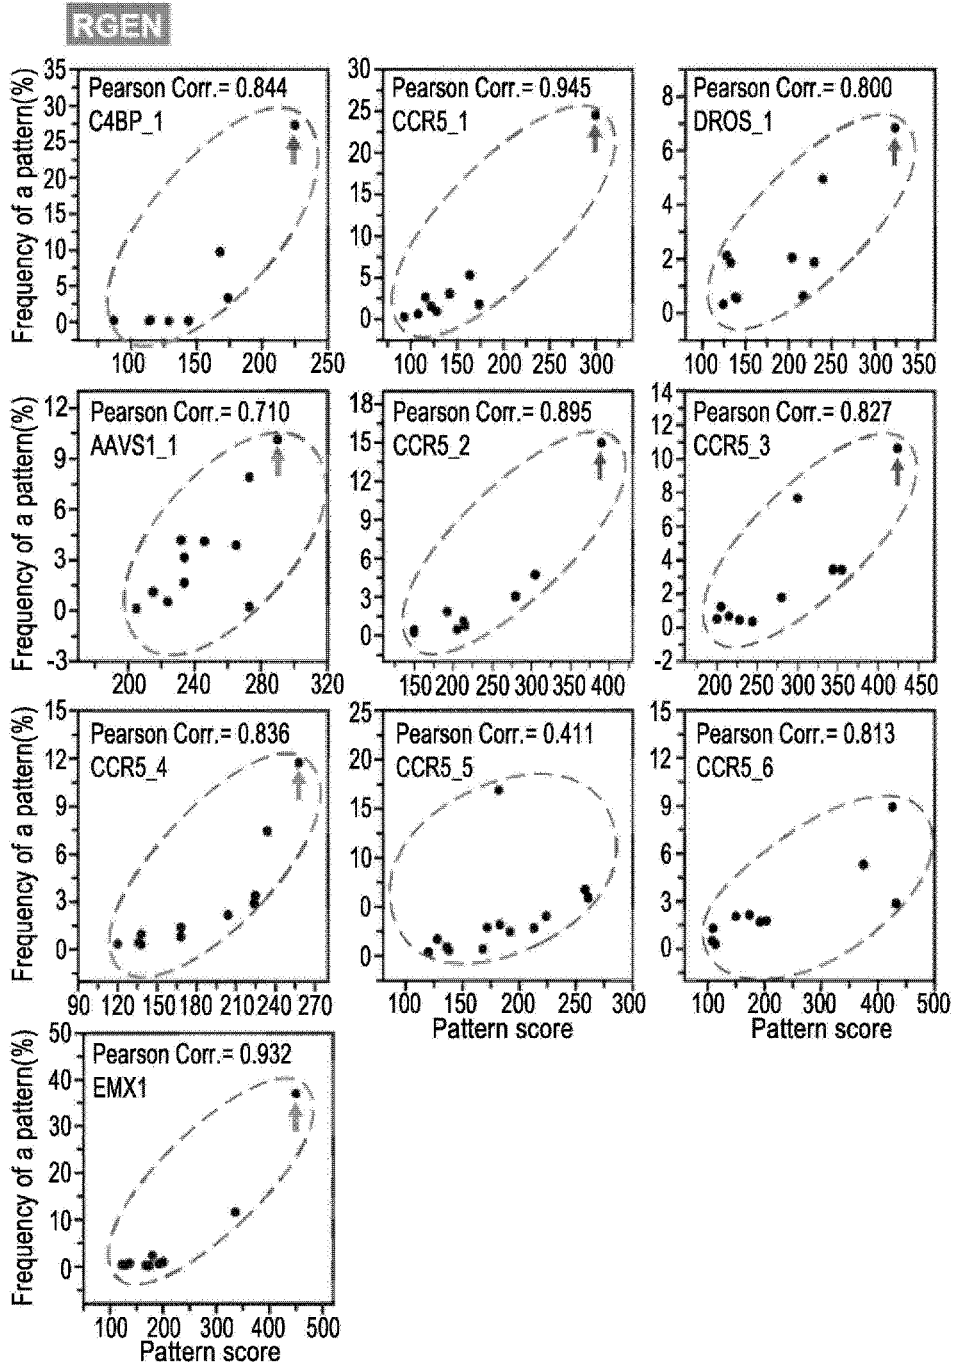 RGEN
Frequency of a pattern(%)
35
30
25
20
15
10
5
0
Pearson Corr.= 0.844
C4BP_1
100 150 200 250
30
25
20
15
10
5
0
Pearson Corr.= 0.945
CCR5_1
100 150 200 250 300
8
6
4
2
0
Pearson Corr.= 0.800
DROS_1
100 150 200 250 300 350
Frequency of a pattern(%)
12
9
6
3
0
-3
Pearson Corr.= 0.710
AAVS1_1
200 240 290 320
18
15
12
9
6
3
0
Pearson Corr.= 0.895
CCR5_2
150 200 250 300 350 400
14
12
10
8
6
4
2
0
-2
Pearson Corr.= 0.827
CCR5_3
200 250 300 350 400 450
Frequency of a pattern(%)
15
12
9
6
3
0
Pearson Corr.= 0.836
CCR5_4
90 120 150 180 210 240 270
25
20
15
10
0
0
Pearson Corr.= 0.411
CCR5_5
100 150 200 250 300
Pattern score
15
12
9
6
3
0
Pearson Corr.= 0.813
CCR5_6
100 200 300 400 500
Pattern score
Frequency of a pattern(%)
50
40
30
20
10
0
Pearson Corr.= 0.932
EMX1
100 200 300 400 500
Pattern score